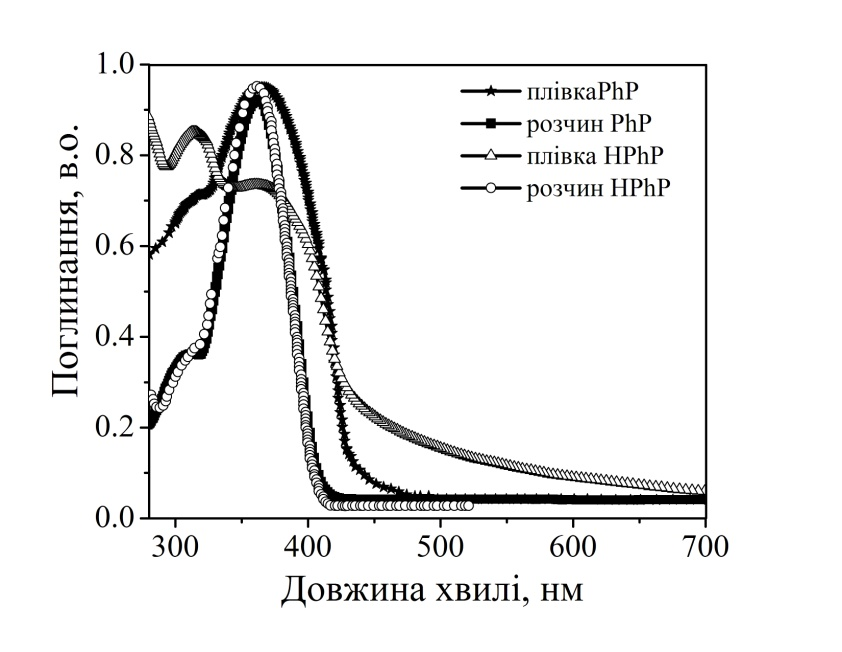 1.0
0.8
0.6
0.4
0.2
0.0
Поглинання, в.о.
плівкаPhP
розчин PhP
плівка HPhP
розчин HPhP
300 400 500 600 700
Довжина хвилі, нм